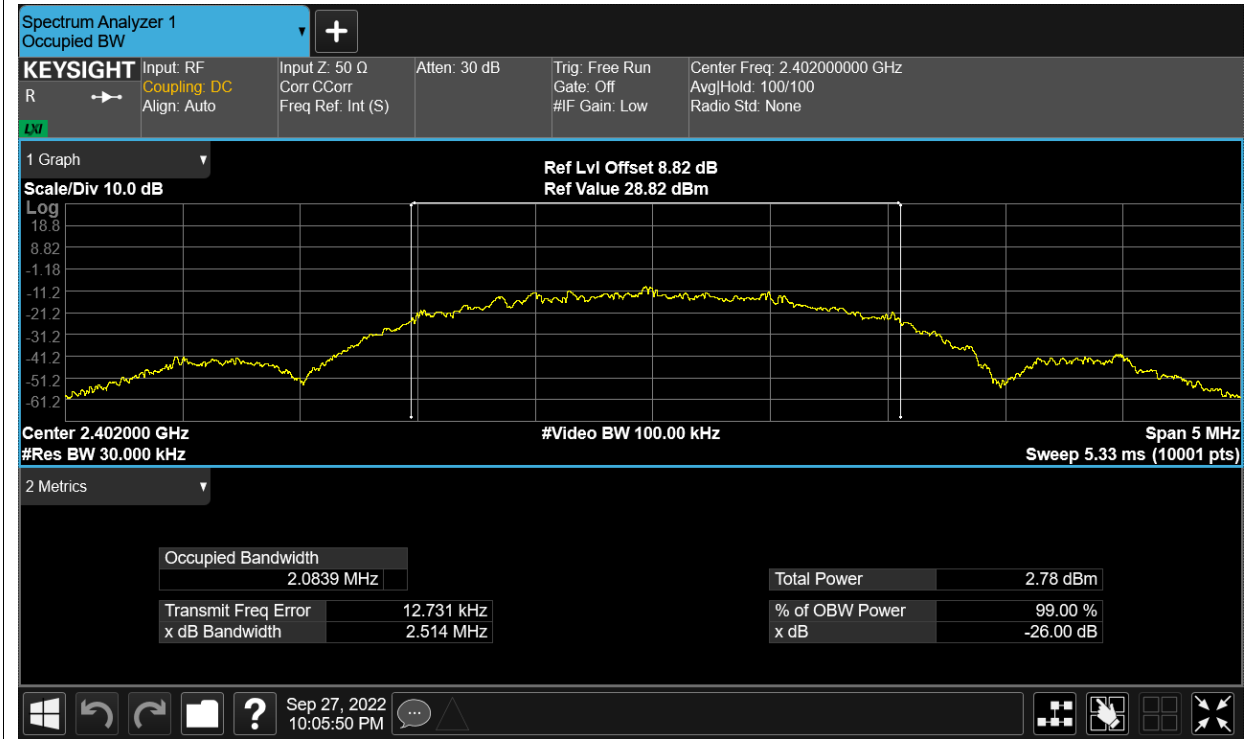 Spectrum Analyzer 1
Occupied BW
KEYSIGHT
R
LXI
Input: RF
Coupling: DC
Align: Auto
Input Z: 50 Ω
Corr CCorr
Freq Ref: Int (S)
Atten: 30 dB
Trig: Free Run
Gate: Off
#IF Gain: Low
Center Freq: 2.402000000 GHz
Avg|Hold: 100/100
Radio Std: None
1 Graph
Scale/Div 10.0 dB
Ref Lvl Offset 8.82 dB
Ref Value 28.82 dBm
Log
18.8
8.82
-1.18
-11.2
-21.2
-31.2
-41.2
-51.2
-61.2
Center 2.402000 GHz
#Video BW 100.00 kHz
Span 5 MHz
#Res BW 30.000 kHz
Sweep 5.33 ms (10001 pts)
2 Metrics
Occupied Bandwidth
2.0839 MHz
Transmit Freq Error 12.731 kHz
x dB Bandwidth 2.514 MHz
Total Power 2.78 dBm
% of OBW Power 99.00 %
x dB -26.00 dB
?
Sep 27, 2022
10:05:50 PM